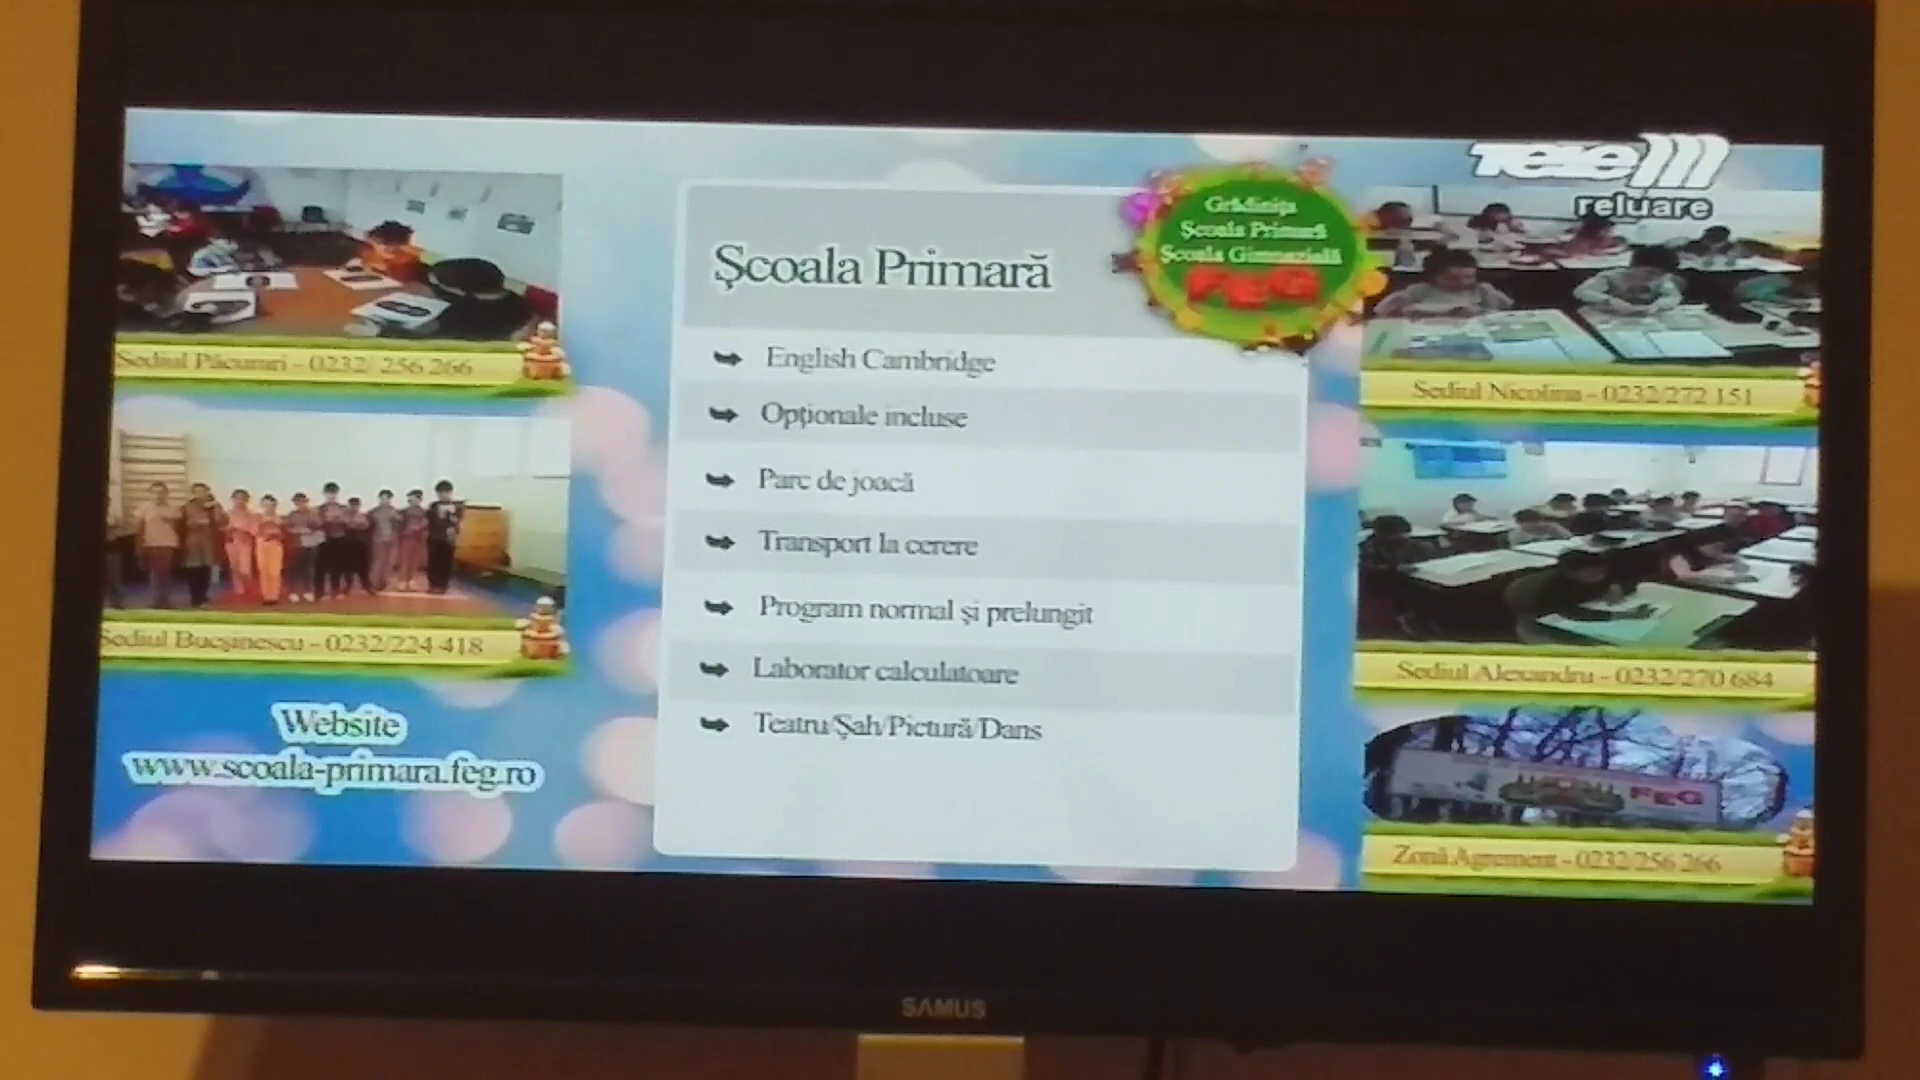 TeleM
reluare
Grădinița
Școala Primară
Școala Gimnazială
FEG
Școala Primară
English Cambridge
Opționale incluse
Parc de joacă
Transport la cerere
Program normal și prelungit
Laborator calculatoare
Teatru/Șah/Pictură/Dans
Sediul Păcurari - 0232/ 256 266
Sediul Bucșinescu - 0232/224 418
Website
www.scoala-primara.feg.ro
Sediul Nicolina - 0232/272 151
Sediul Alexandru - 0232/270 684
FEG
Zonă Agrement - 0232/256 266
SAMUS